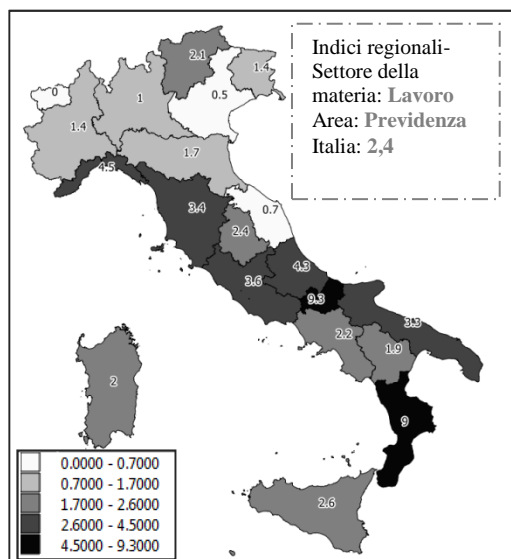 Indici regionali-
Settore della
materia: Lavoro
Area: Previdenza
Italia: 2,4
2.1
1.4
0
1
0.5
1.4
1.7
4.5
3.4
0.7
2.4
4.3
3.6
9.3
3.3
2.2
1.9
2
9
2.6
0.0000 - 0.7000
0.7000 - 1.7000
1.7000 - 2.6000
2.6000 - 4.5000
4.5000 - 9.3000